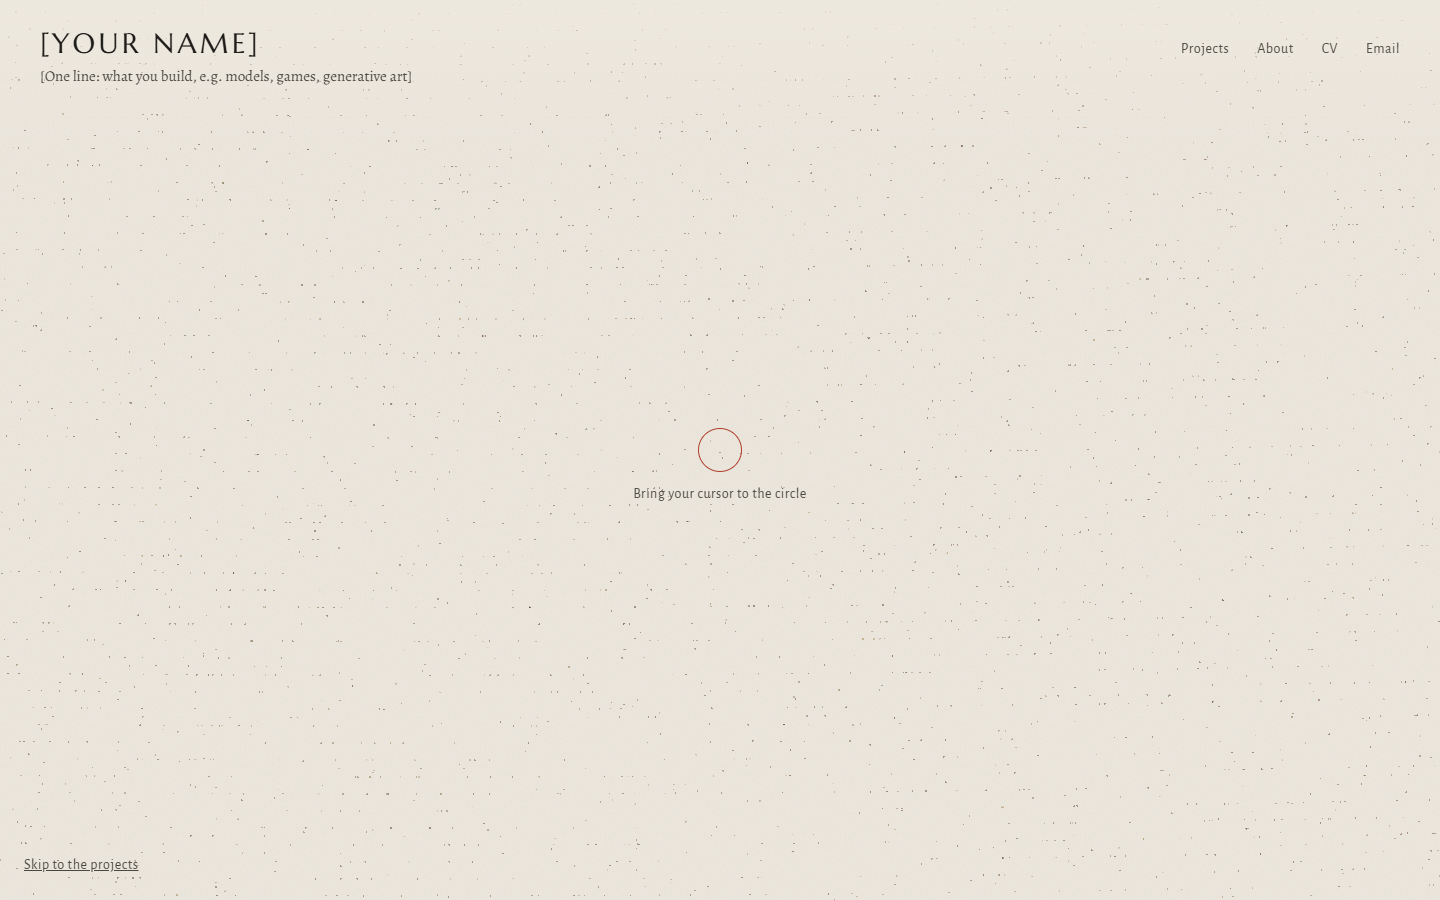 [YOUR NAME]
[One line: what you build, e.g. models, games, generative art]
Projects About CV Email
Bring your cursor to the circle
Skip to the projects